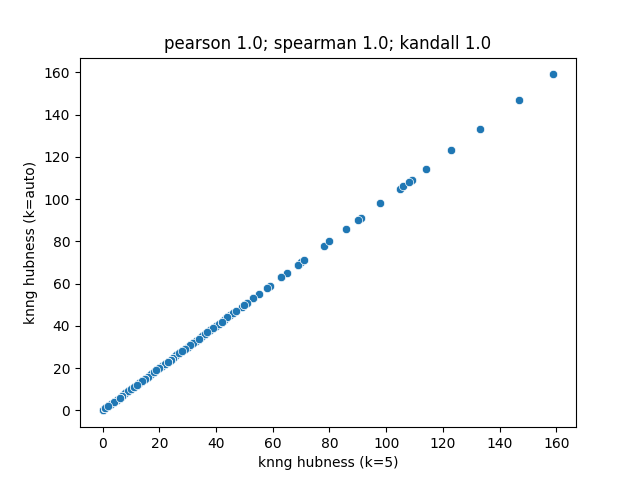 pearson 1.0; spearman 1.0; kandall 1.0
160
140
120
100
80
60
40
20
0
knng hubness (k=auto)
0 20 40 60 80 100 120 140 160
knng hubness (k=5)